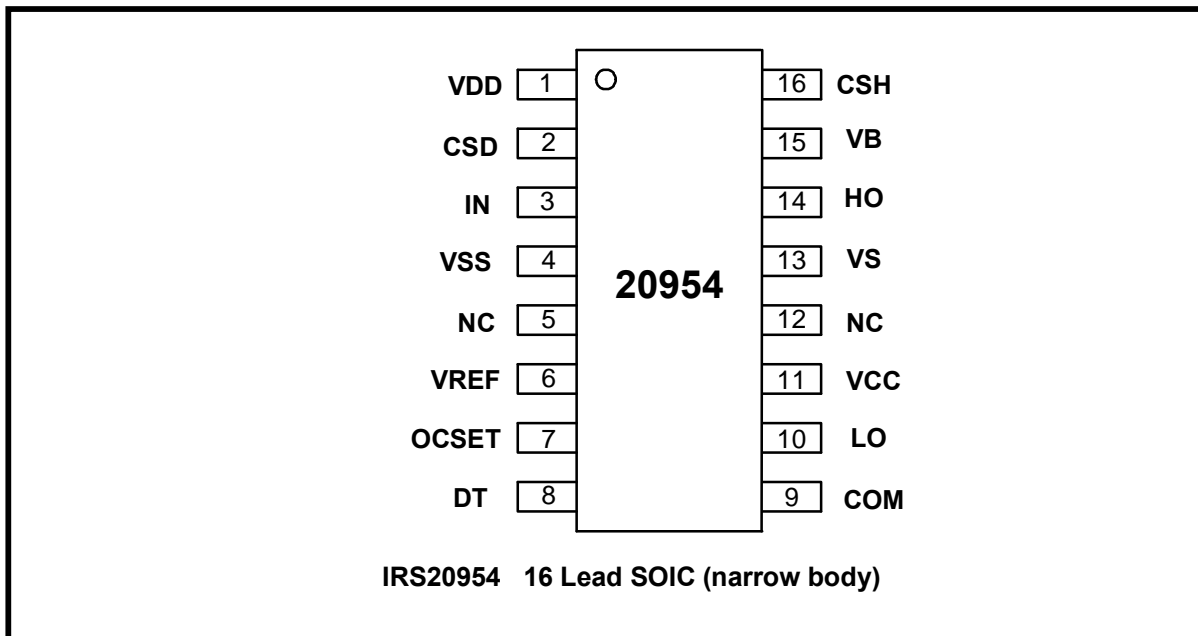 VDD 1 16 CSH
CSD 2 15 VB
IN 3 14 HO
VSS 4 13 VS
20954
NC 5 12 NC
VREF 6 11 VCC
OCSET 7 10 LO
DT 8 9 COM
IRS20954 16 Lead SOIC (narrow body)